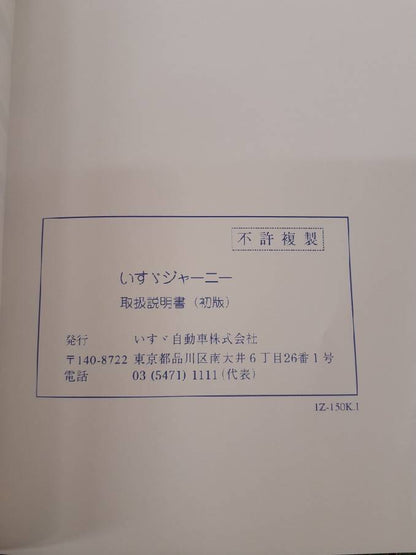 不許複製
いすゞジャーニー
取扱説明書（初版）
発行 いすゞ自動車株式会社
〒140-8722 東京都品川区南大井6丁目26番1号
電話 03 (5471) 1111 (代表)
1Z-150K.1